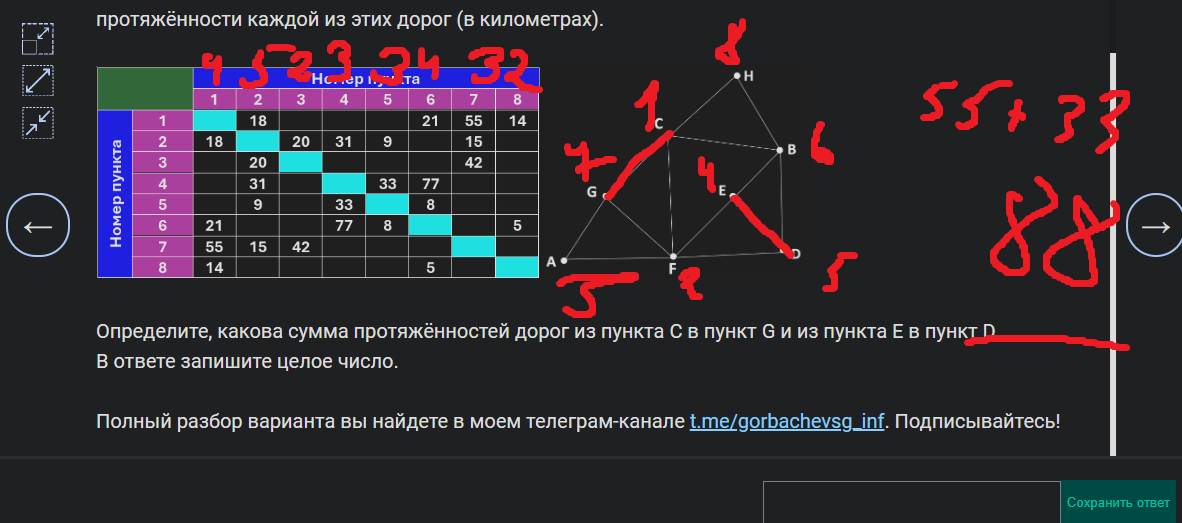 протяжённости каждой из этих дорог (в километрах).
4 5 2 3 3 4 3 2
Номер пункта
1 2 3 4 5 6 7 8
Номер пункта
1 18 21 55 14
2 18 20 31 9 15
3 20 42
4 31 33 77
5 9 33 8
6 21 77 8 5
7 55 15 42
8 14 5
8 H
1 C
B 6
7 G
4 E
A 5
F 2
D 5
55 + 33
88
Определите, какова сумма протяжённостей дорог из пункта C в пункт G и из пункта E в пункт D.
В ответе запишите целое число.
Полный разбор варианта вы найдете в моем телеграм-канале t.me/gorbachevsg_inf. Подписывайтесь!
Сохранить ответ